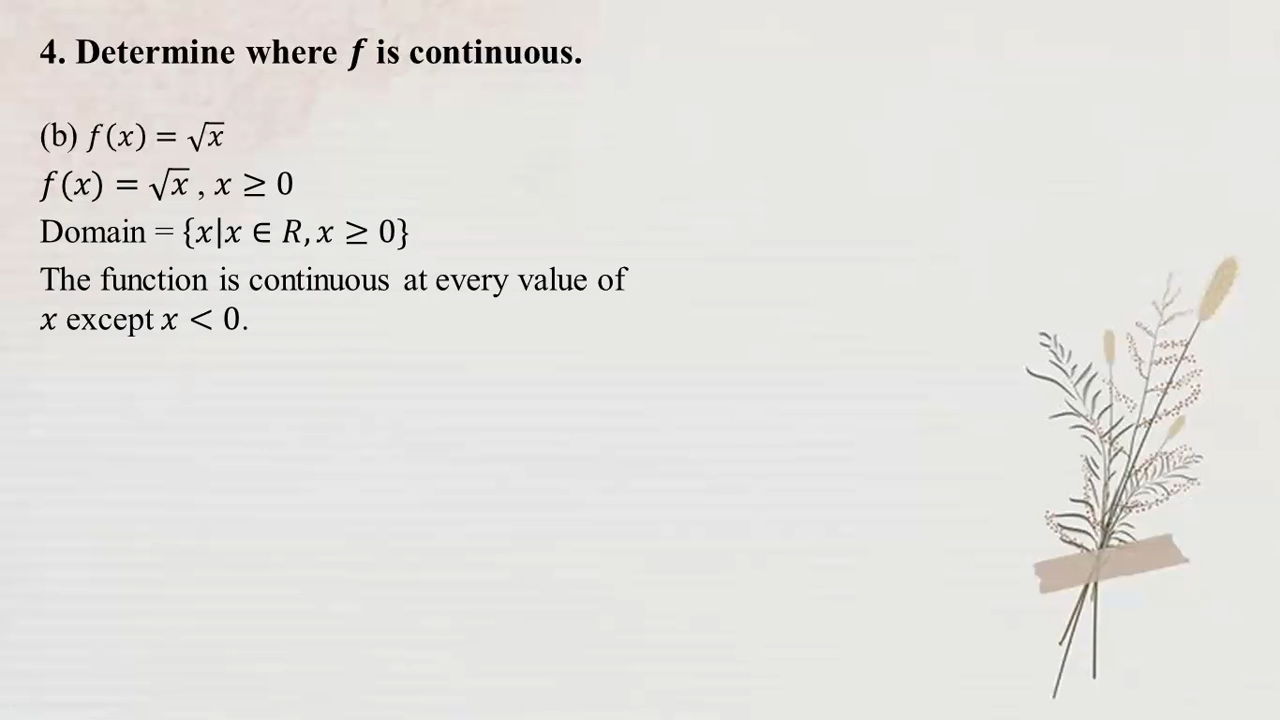 4. Determine where f is continuous.
(b) f(x) = √x
f(x) = √x , x ≥ 0
Domain = {x|x ∈ R, x ≥ 0}
The function is continuous at every value of
x except x < 0.